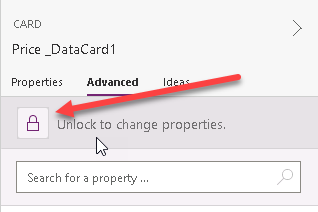 CARD
Price _DataCard1
Properties Advanced Ideas
Unlock to change properties.
Search for a property ...